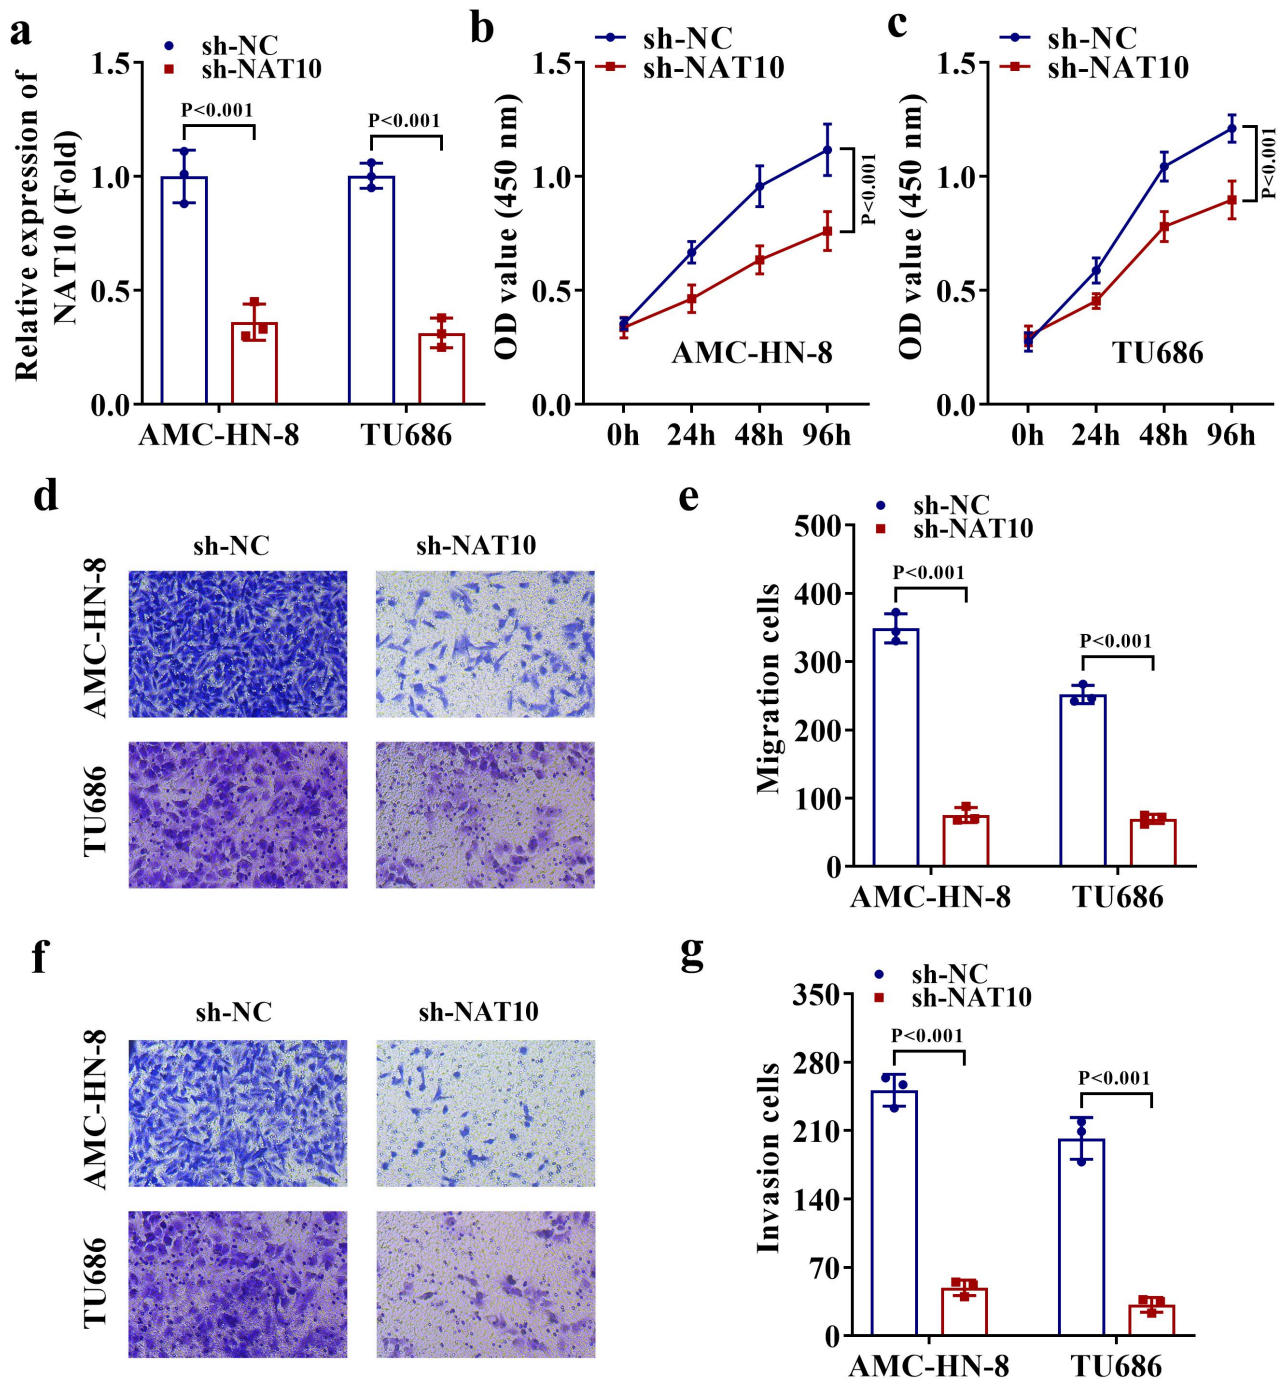 a
sh-NC
sh-NAT10
Relative expression of
NAT10 (Fold)
1.5
1.0
0.5
0.0
P<0.001
P<0.001
AMC-HN-8
TU686
b
sh-NC
sh-NAT10
OD value (450 nm)
1.5
1.0
0.5
0.0
P<0.001
AMC-HN-8
0h 24h 48h 96h
c
sh-NC
sh-NAT10
OD value (450 nm)
1.5
1.0
0.5
0.0
P<0.001
TU686
0h 24h 48h 96h
d
sh-NC
sh-NAT10
AMC-HN-8
TU686
e
sh-NC
sh-NAT10
Migration cells
500
400
300
200
100
0
P<0.001
P<0.001
AMC-HN-8
TU686
f
sh-NC
sh-NAT10
AMC-HN-8
TU686
g
sh-NC
sh-NAT10
Invasion cells
350
280
210
140
70
0
P<0.001
P<0.001
AMC-HN-8
TU686